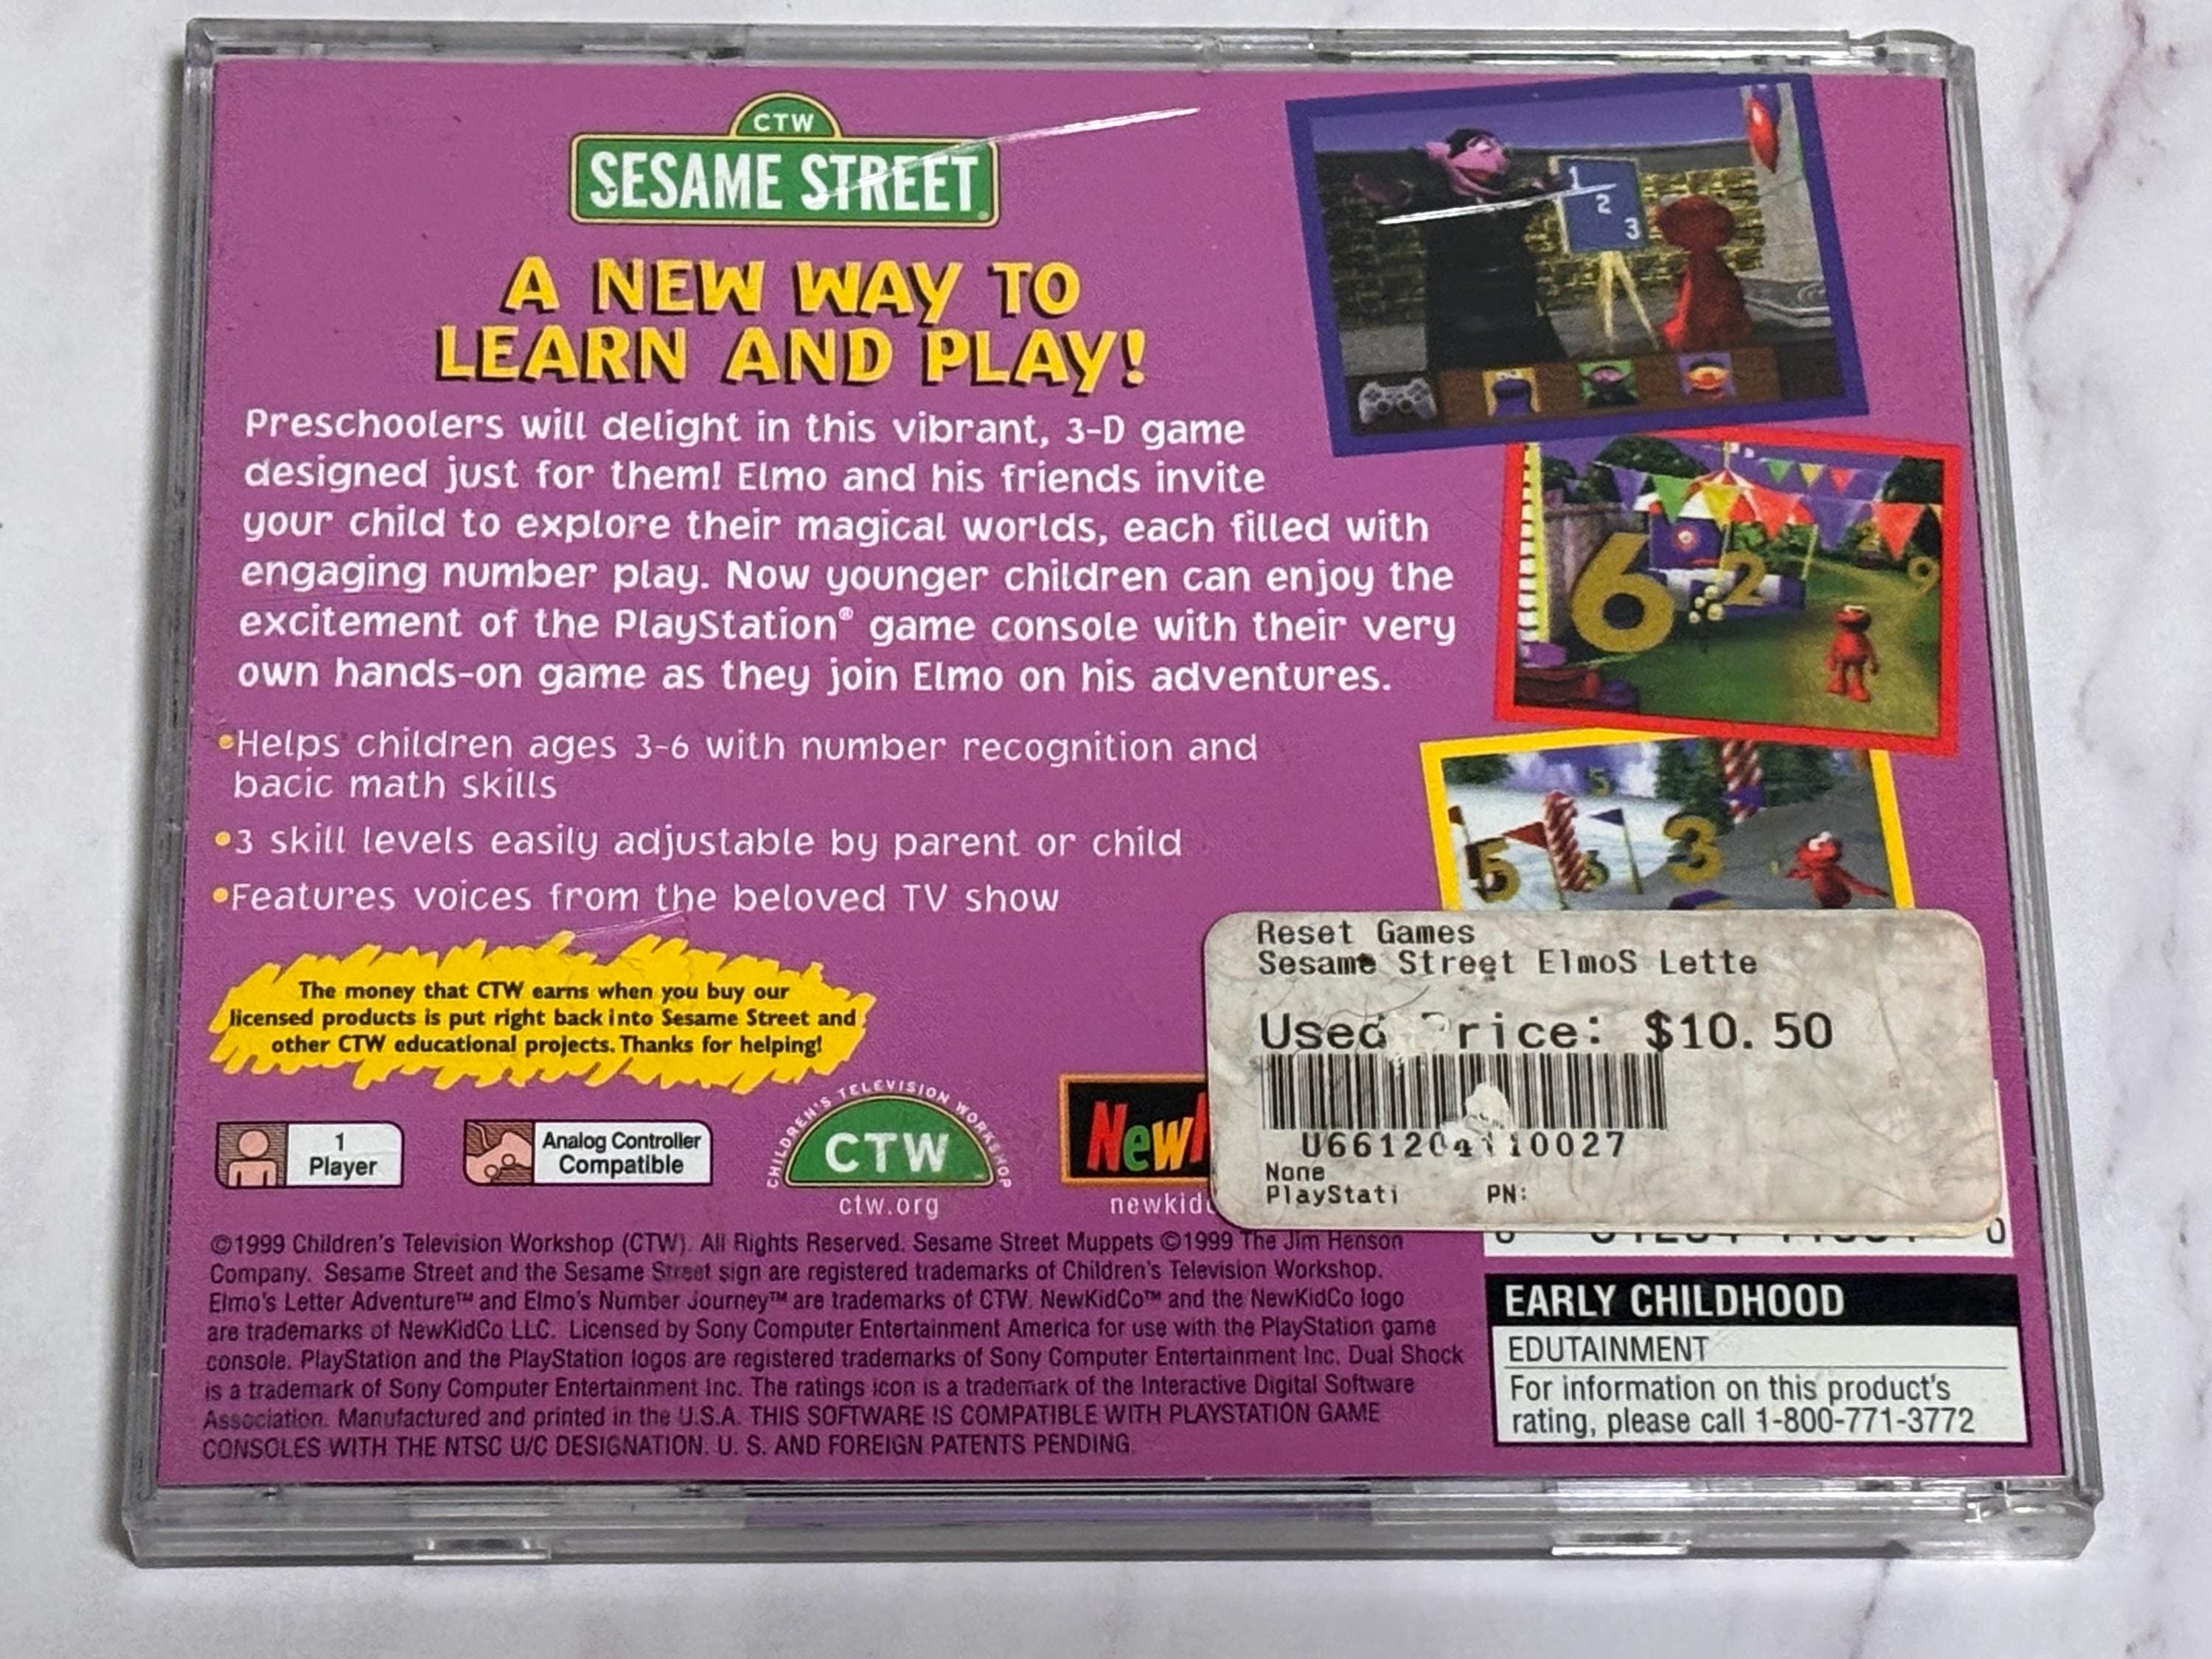 CTW
SESAME STREET
A NEW WAY TO
LEARN AND PLAY!
Preschoolers will delight in this vibrant, 3-D game
designed just for them! Elmo and his friends invite
your child to explore their magical worlds, each filled with
engaging number play. Now younger children can enjoy the
excitement of the PlayStation® game console with their very
own hands-on game as they join Elmo on his adventures.
•Helps children ages 3-6 with number recognition and
bacic math skills
•3 skill levels easily adjustable by parent or child
•Features voices from the beloved TV show
The money that CTW earns when you buy our
licensed products is put right back into Sesame Street and
other CTW educational projects. Thanks for helping!
1
Player
Analog Controller
Compatible
CHILDREN'S TELEVISION WORKSHOP
CTW
ctw.org
1
2
3
6 2 9
5
5 3
Reset Games
Sesame Street ElmoS Lette
Used Price: $10.50
None
PlayStati PN:
©1999 Children's Television Workshop (CTW). All Rights Reserved. Sesame Street Muppets ©1999 The Jim Henson
Company. Sesame Street and the Sesame Street sign are registered trademarks of Children's Television Workshop.
Elmo's Letter Adventure™ and Elmo's Number Journey™ are trademarks of CTW. NewKidCo™ and the NewKidCo logo
are trademarks of NewKidCo LLC. Licensed by Sony Computer Entertainment America for use with the PlayStation game
console. PlayStation and the PlayStation logos are registered trademarks of Sony Computer Entertainment Inc. Dual Shock
is a trademark of Sony Computer Entertainment Inc. The ratings icon is a trademark of the Interactive Digital Software
Association. Manufactured and printed in the U.S.A. THIS SOFTWARE IS COMPATIBLE WITH PLAYSTATION GAME
CONSOLES WITH THE NTSC U/C DESIGNATION. U. S. AND FOREIGN PATENTS PENDING.
EARLY CHILDHOOD
EDUTAINMENT
For information on this product's
rating, please call 1-800-771-3772